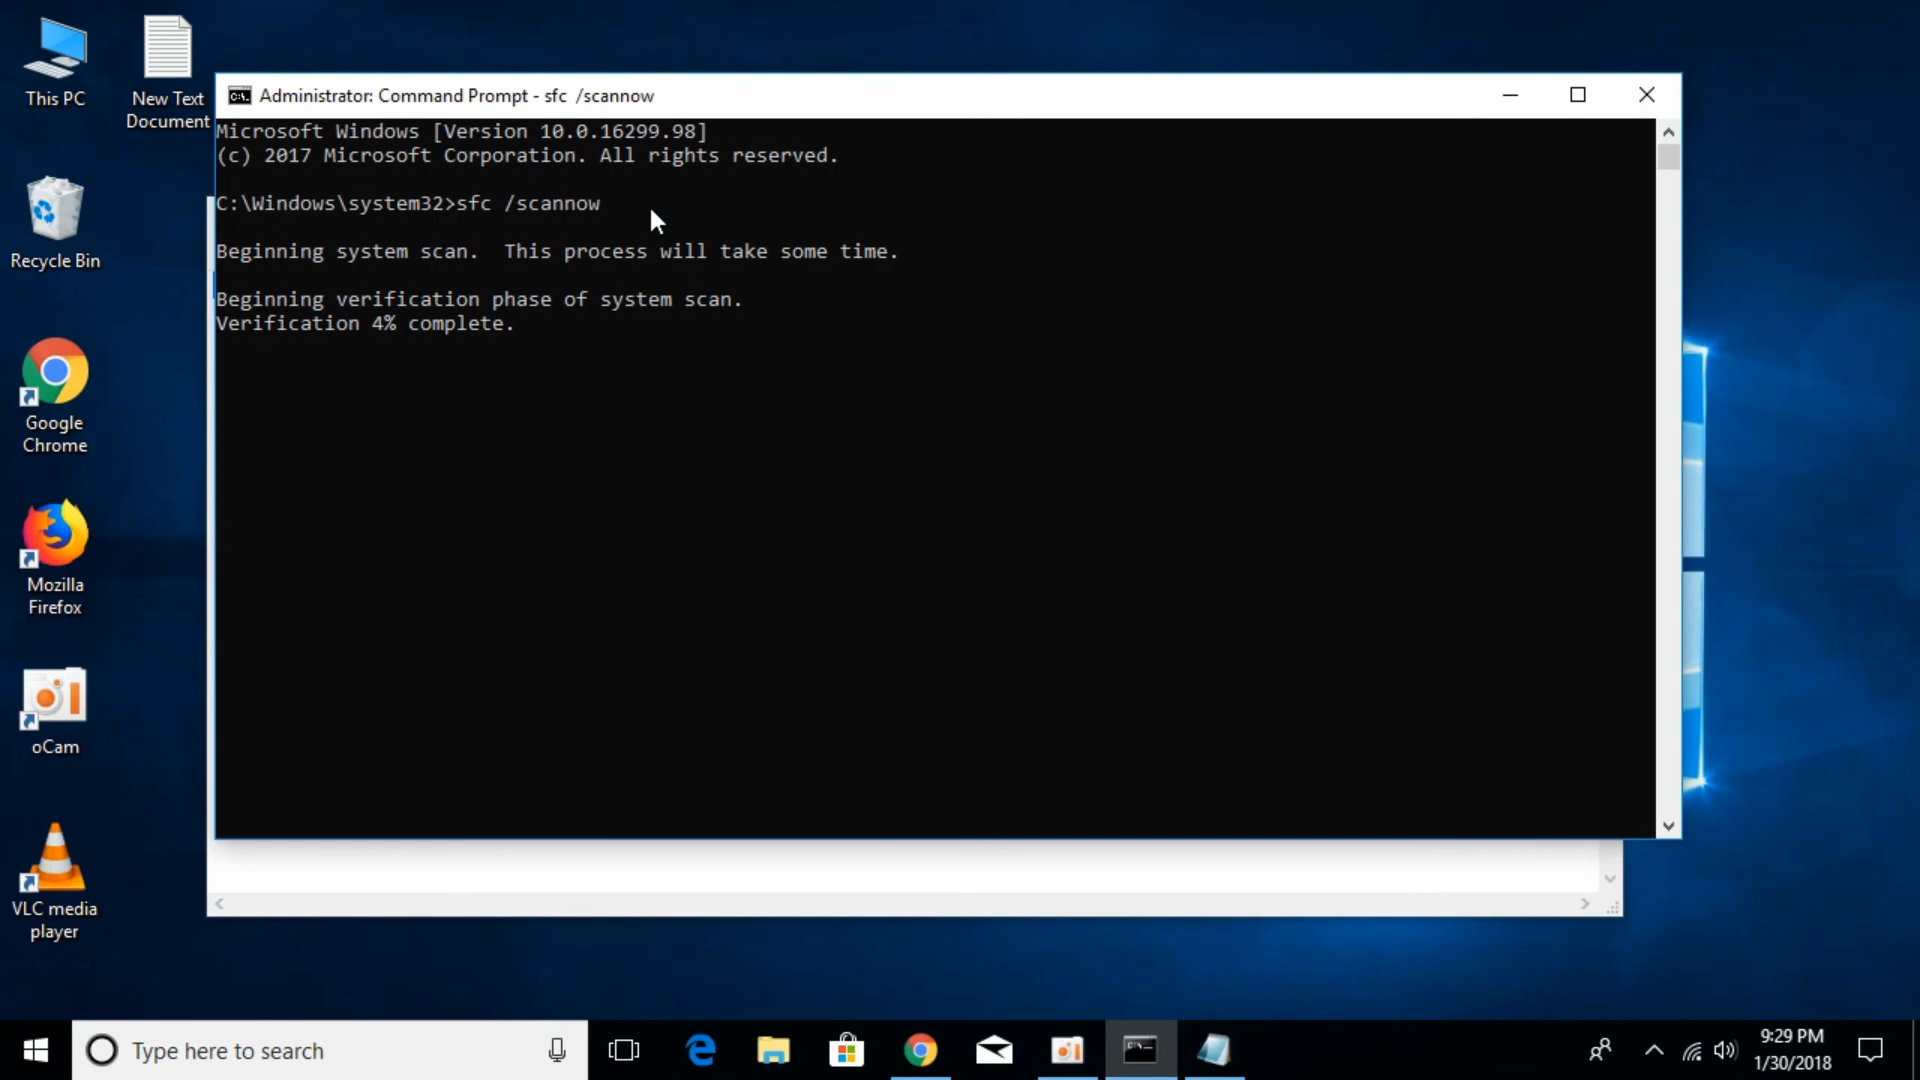 This PC
New Text
Document
Recycle Bin
Google
Chrome
Mozilla
Firefox
oCam
VLC media
player
Administrator: Command Prompt - sfc  /scannow
Microsoft Windows [Version 10.0.16299.98]
(c) 2017 Microsoft Corporation. All rights reserved.
C:\Windows\system32>sfc /scannow
Beginning system scan.  This process will take some time.
Beginning verification phase of system scan.
Verification 4% complete.
Type here to search
9:29 PM
1/30/2018